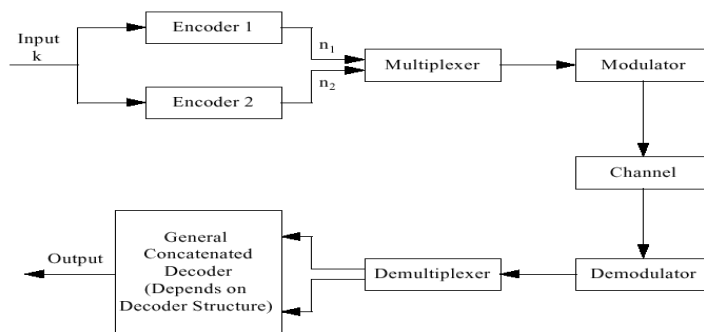 Input
k
Encoder 1
Encoder 2
n1
n2
Multiplexer
Modulator
Channel
Demodulator
Demultiplexer
General
Concatenated
Decoder
(Depends on
Decoder Structure)
Output